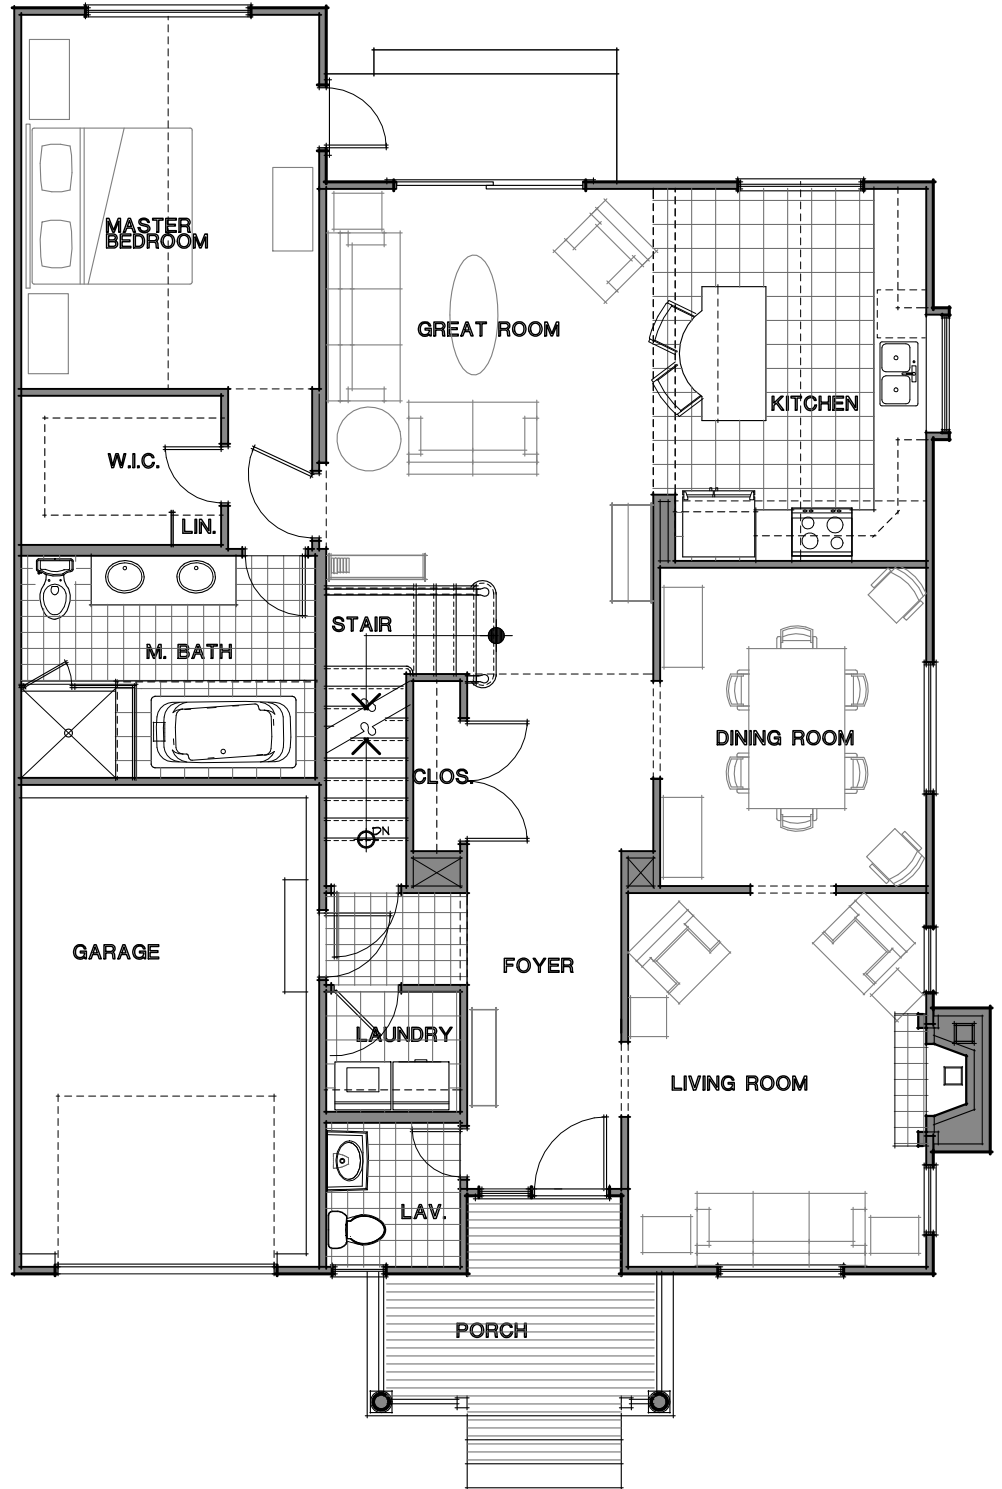 MASTER
BEDROOM
GREAT ROOM
KITCHEN
W.I.C.
LIN.
STAIR
M. BATH
DINING ROOM
CLOS.
DN
GARAGE
FOYER
LAUNDRY
LIVING ROOM
LAV.
PORCH